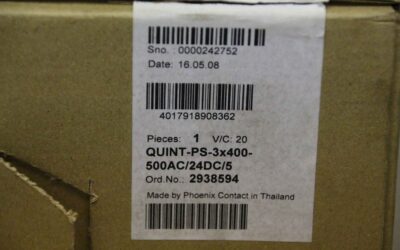 Sno. : 0000242752
Date: 16.05.08
4017918908362
Pieces: 1 V/C: 20
QUINT-PS-3x400-
500AC/24DC/5
Ord.No.: 2938594
Made by Phoenix Contact in Thailand